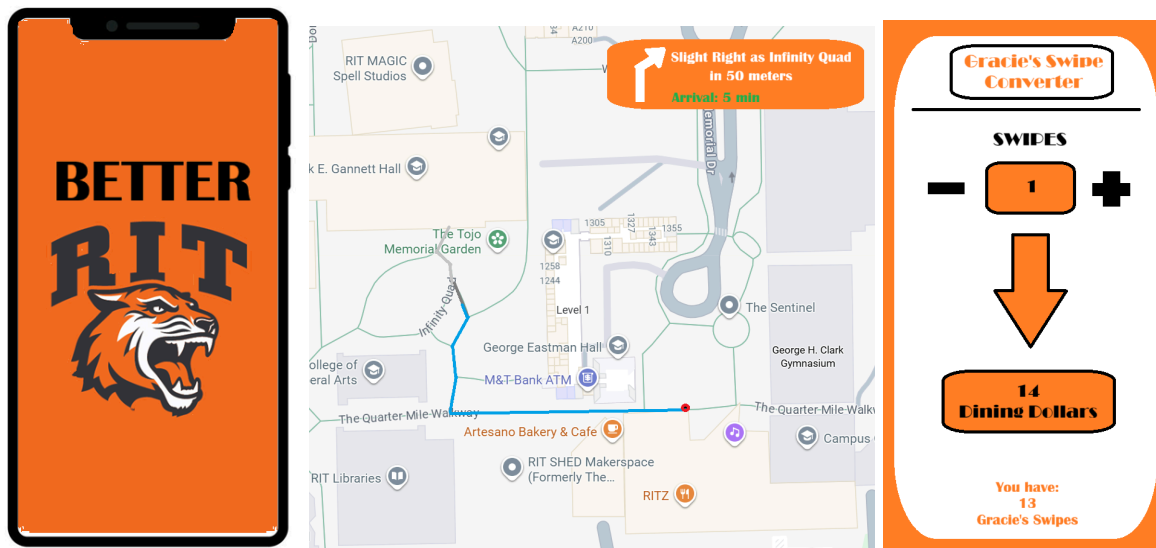 BETTER
RIT
A210
A200
RIT MAGIC
Spell Studios
Slight Right as Infinity Quad
in 50 meters
Arrival: 5 min
Memorial Dr
k E. Gannett Hall
The Tojo
Memorial Garden
1305
1327
1355
1310
1343
1258
1244
Infinity Quad
Level 1
The Sentinel
George Eastman Hall
George H. Clark
Gymnasium
ollege of
eral Arts
M&T Bank ATM
The Quarter Mile Walkway
The Quarter Mile Walkw
Artesano Bakery & Cafe
Campus
RIT Libraries
RIT SHED Makerspace
(Formerly The...
RITZ
Gracie's Swipe
Converter
SWIPES
1
14
Dining Dollars
You have:
13
Gracie's Swipes